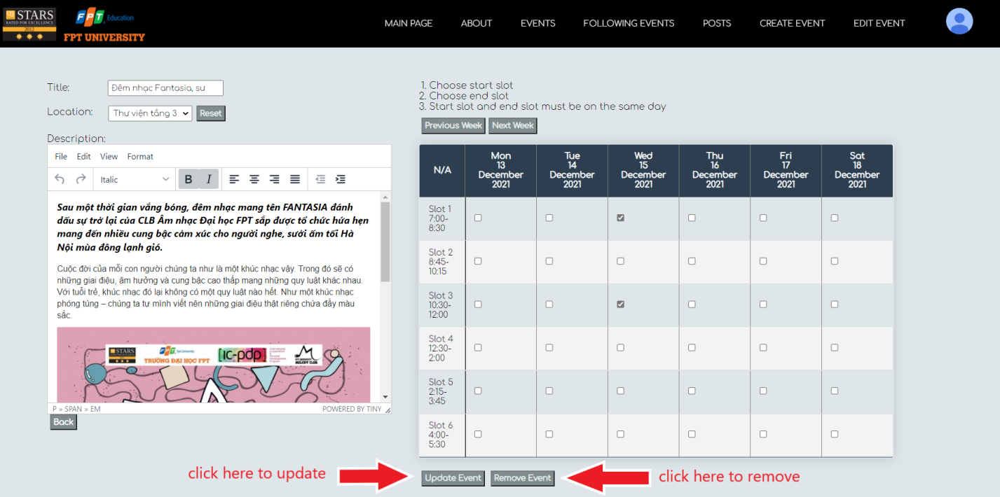 STARS
RATED FOR EXCELLENCE
2012
FPT Education
FPT UNIVERSITY
MAIN PAGE
ABOUT
EVENTS
FOLLOWING EVENTS
POSTS
CREATE EVENT
EDIT EVENT
Title:
Đêm nhạc Fantasia, sư
Location:
Thư viện tầng 3
Reset
Description:
File Edit View Format
Italic
B I
Sau một thời gian vắng bóng, đêm nhạc mang tên FANTASIA đánh
dấu sự trở lại của CLB Âm nhạc Đại học FPT sắp được tổ chức hứa hẹn
mang đến nhiều cung bậc cảm xúc cho người nghe, sưởi ấm tối Hà
Nội mùa đông lạnh gió.
Cuộc đời của mỗi con người chúng ta như là một khúc nhạc vậy. Trong đó sẽ có
những giai điệu, âm hưởng và cung bậc cao thấp mang những quy luật khác nhau.
Với tuổi trẻ, khúc nhạc đó lại không có một quy luật nào hết. Như một khúc nhạc
phóng túng – chúng ta tự mình viết nên những giai điệu thật riêng chứa đầy màu
sắc.
STARS
FPT
TRƯỜNG ĐẠI HỌC FPT
[ic-pdp]
MELODY CLUB
P » SPAN » EM
POWERED BY TINY
Back
1. Choose start slot
2. Choose end slot
3. Start slot and end slot must be on the same day
Previous Week
Next Week
N/A
Mon
13
December
2021
Tue
14
December
2021
Wed
15
December
2021
Thu
16
December
2021
Fri
17
December
2021
Sat
18
December
2021
Slot 1
7:00-
8:30
Slot 2
8:45-
10:15
Slot 3
10:30-
12:00
Slot 4
12:30-
2:00
Slot 5
2:15-
3:45
Slot 6
4:00-
5:30
click here to update
Update Event
Remove Event
click here to remove